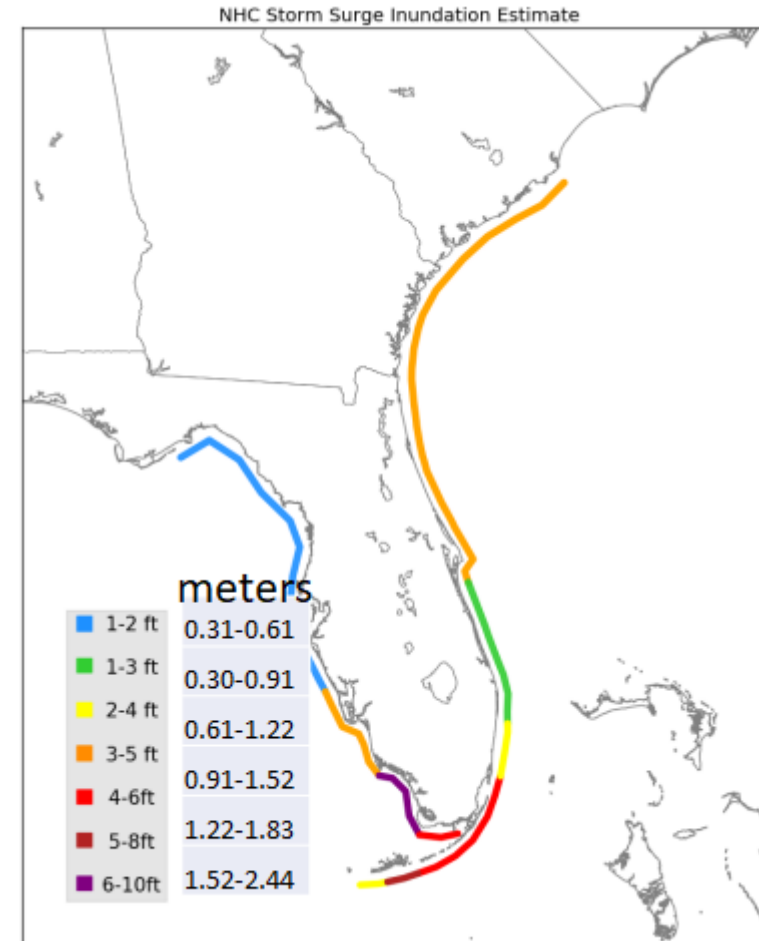 NHC Storm Surge Inundation Estimate
meters
1-2 ft 0.31-0.61
1-3 ft 0.30-0.91
2-4 ft 0.61-1.22
3-5 ft 0.91-1.52
4-6ft 1.22-1.83
5-8ft 1.52-2.44
6-10ft